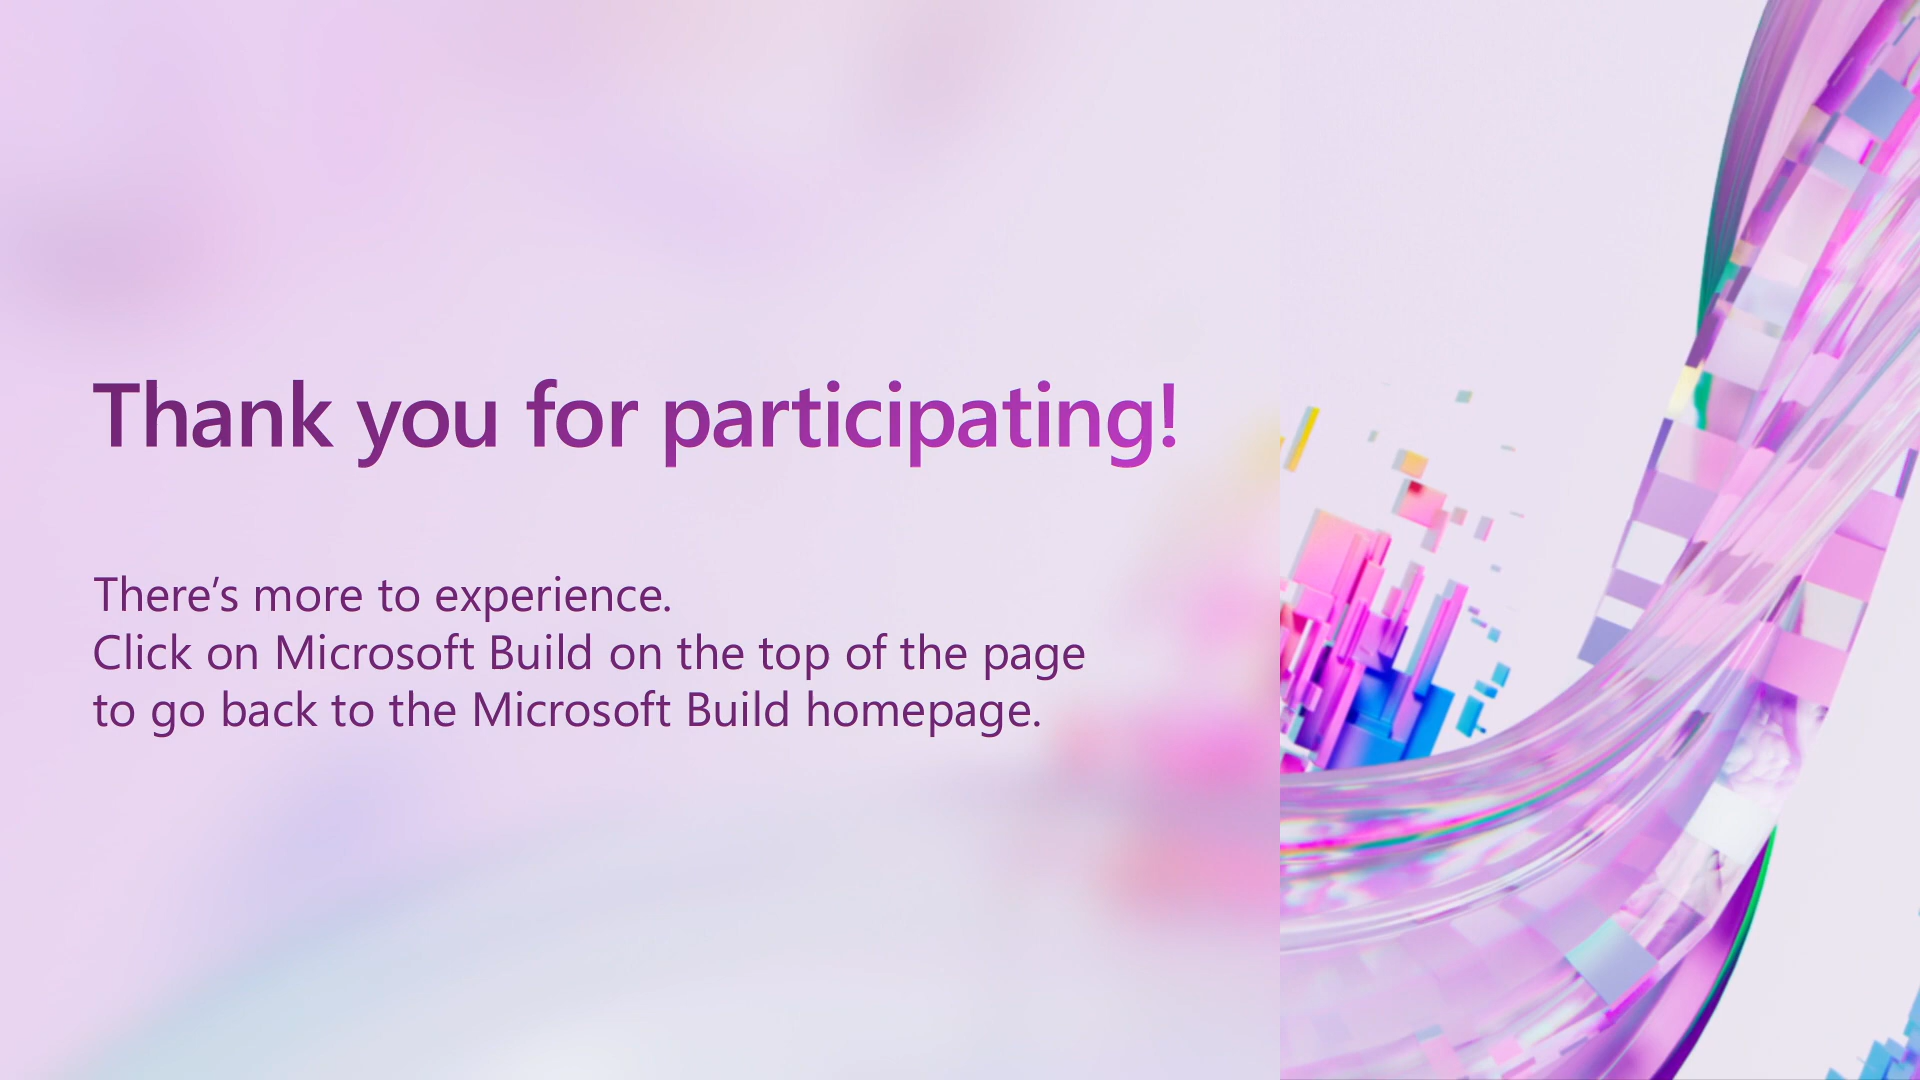 Thank you for participating!
There’s more to experience.
Click on Microsoft Build on the top of the page
to go back to the Microsoft Build homepage.